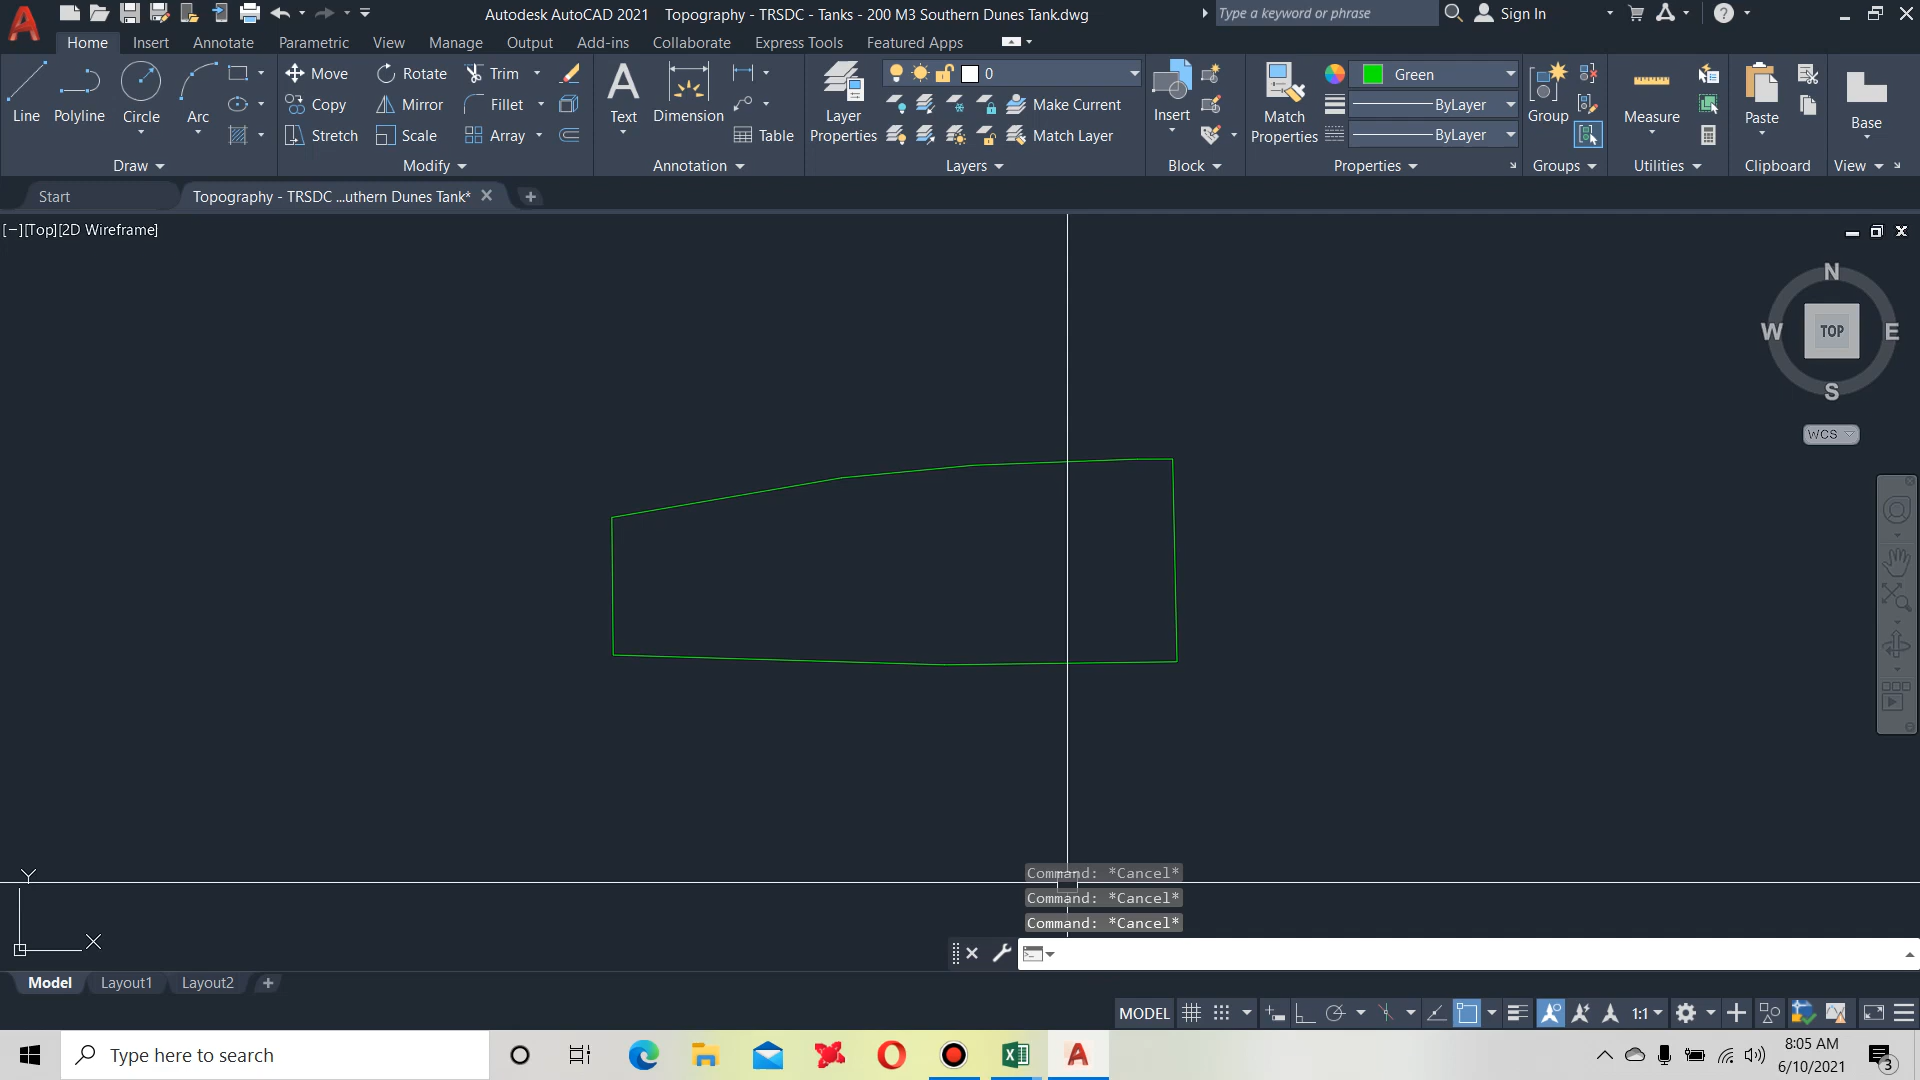 Autodesk AutoCAD 2021 Topography - TRSDC - Tanks - 200 M3 Southern Dunes Tank.dwg
Type a keyword or phrase
Sign In
Home Insert Annotate Parametric View Manage Output Add-ins Collaborate Express Tools Featured Apps
Line Polyline Circle Arc
Move Rotate Trim
Copy Mirror Fillet
Stretch Scale Array
Text Dimension Table
Layer Properties
0
Make Current
Match Layer
Insert
Match Properties
Green
ByLayer
ByLayer
Group
Measure
Paste
Base
Draw Modify Annotation Layers Block Properties Groups Utilities Clipboard View
Start Topography - TRSDC ...uthern Dunes Tank*
[−][Top][2D Wireframe]
N
W TOP E
S
WCS
Command: *Cancel*
Command: *Cancel*
Command: *Cancel*
Y
X
Model Layout1 Layout2
MODEL 1:1
Type here to search
8:05 AM
6/10/2021
3